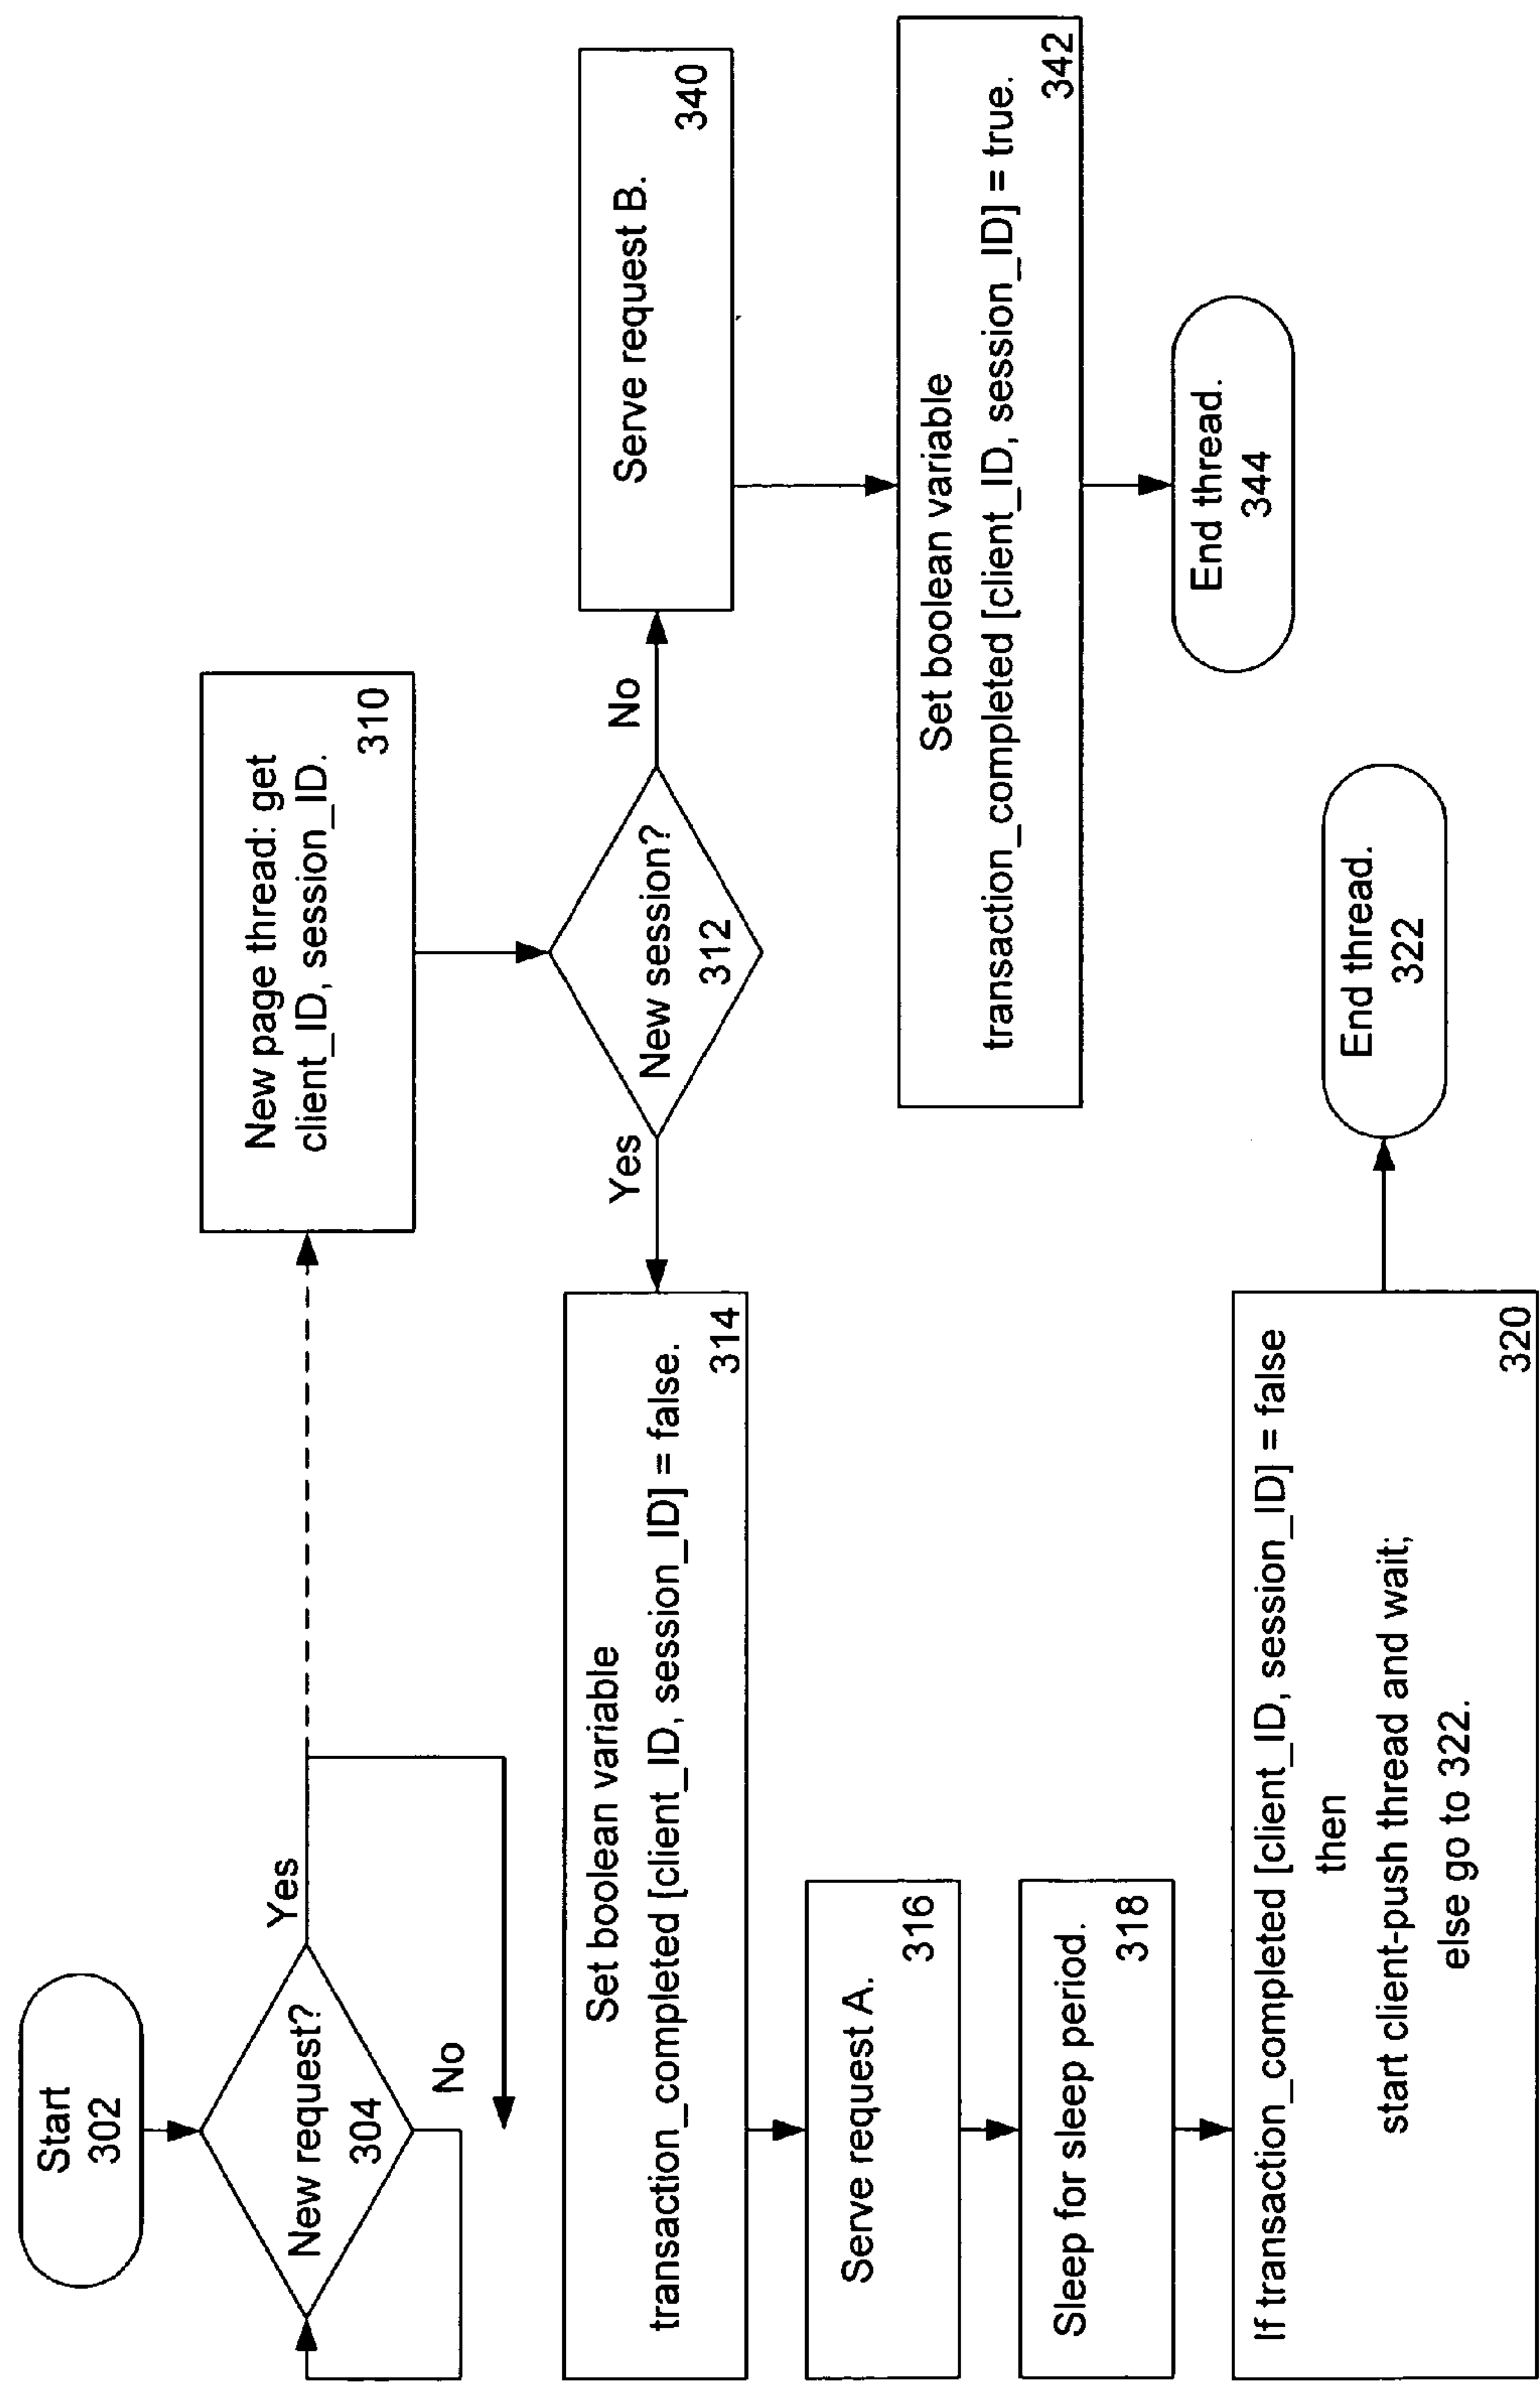 Start
302
New request?
304
Yes
No
New page thread: get
client_ID, session_ID.
310
New session?
312
Yes
No
Set boolean variable
transaction_completed [client_ID, session_ID] = false.
314
Serve request A.
316
Sleep for sleep period.
318
If transaction_completed [client_ID, session_ID] = false
then
start client-push thread and wait;
else go to 322.
320
End thread.
322
Serve request B.
340
Set boolean variable
transaction_completed [client_ID, session_ID] = true.
342
End thread.
344